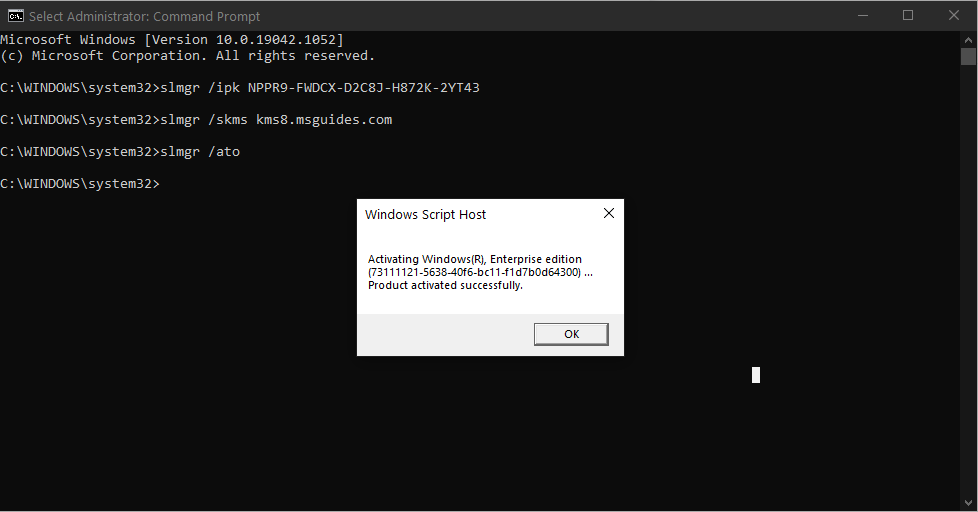 Select Administrator: Command Prompt
Microsoft Windows [Version 10.0.19042.1052]
(c) Microsoft Corporation. All rights reserved.
C:\WINDOWS\system32>slmgr /ipk NPPR9-FWDCX-D2C8J-H872K-2YT43
C:\WINDOWS\system32>slmgr /skms kms8.msguides.com
C:\WINDOWS\system32>slmgr /ato
C:\WINDOWS\system32>
Windows Script Host
Activating Windows(R), Enterprise edition
(73111121-5638-40f6-bc11-f1d7b0d64300) ...
Product activated successfully.
OK